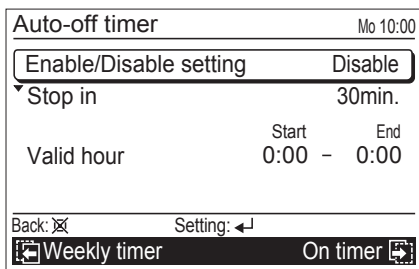 Auto-off timer Mo 10:00
Enable/Disable setting Disable
Stop in 30min.
Start End
Valid hour 0:00 – 0:00
Back: Setting:
Weekly timer On timer